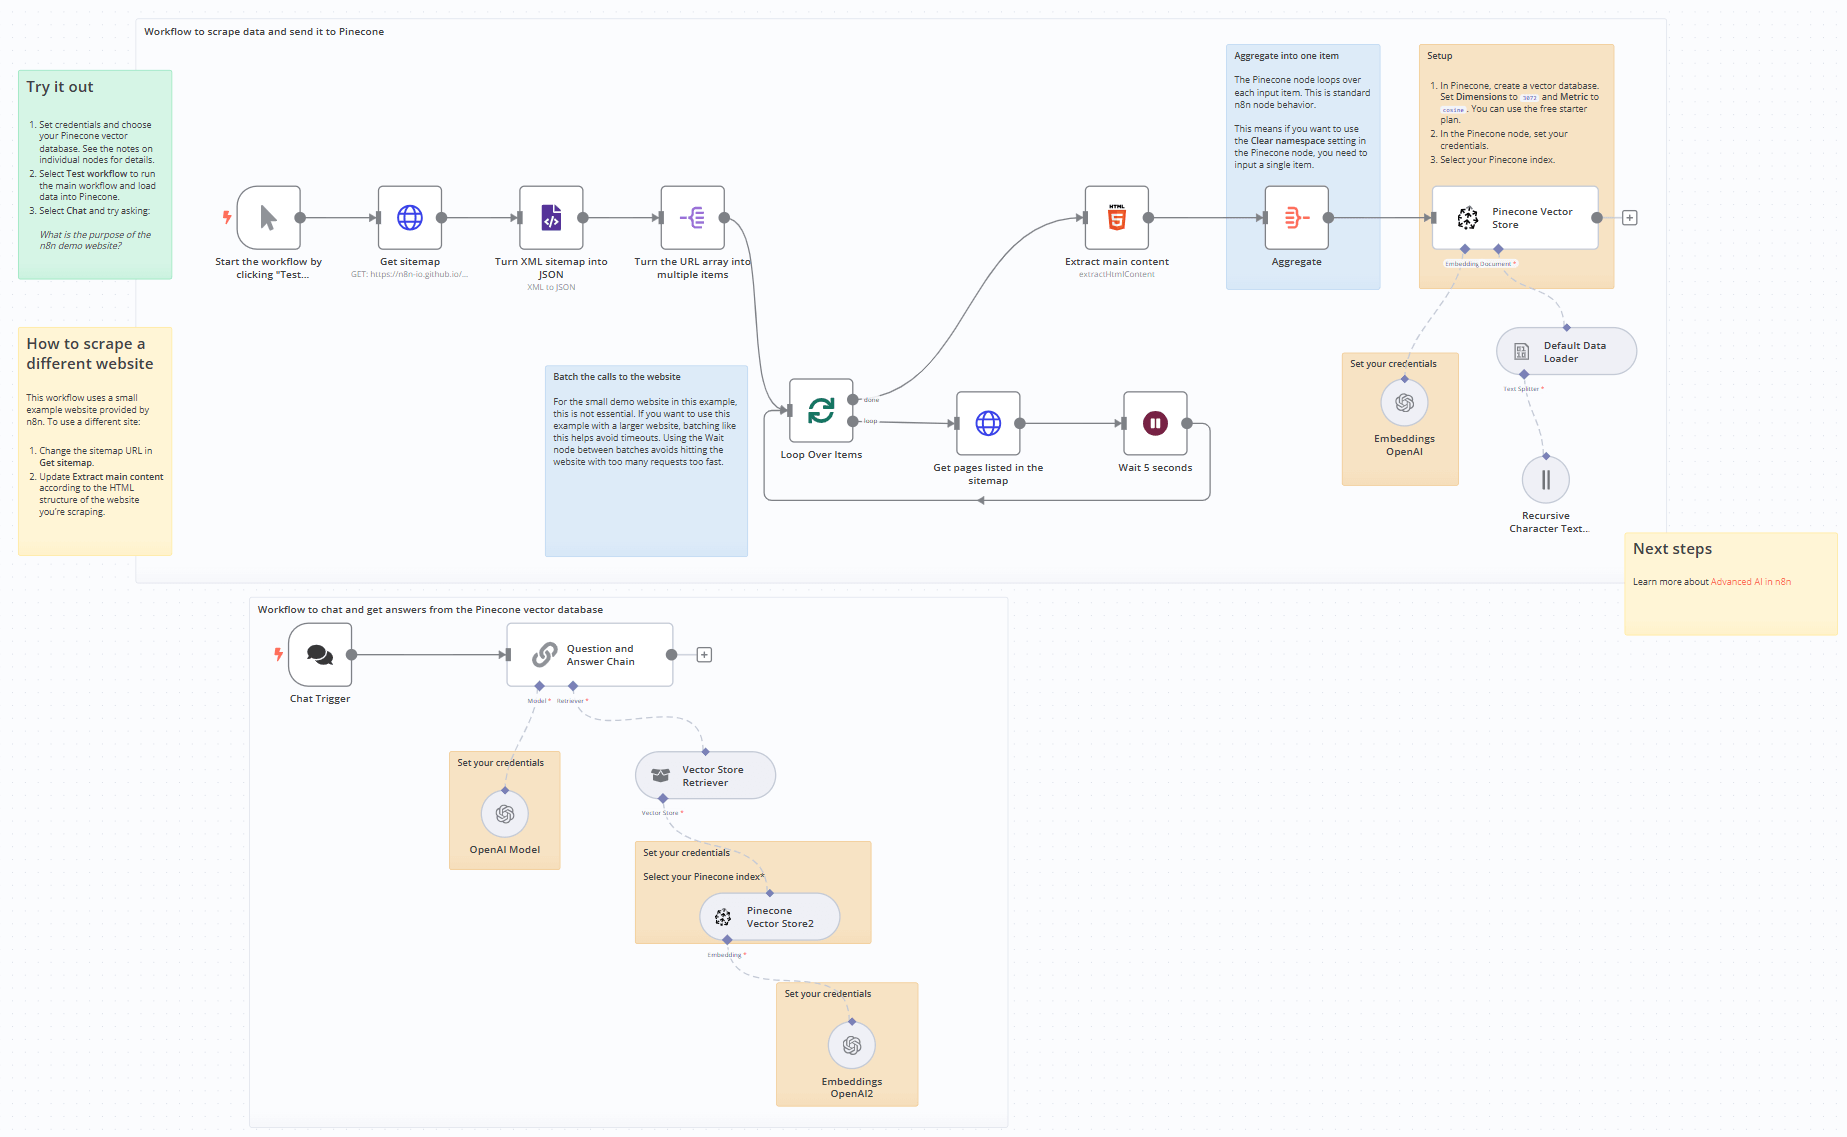 Workflow to scrape data and send it to Pinecone
Try it out
1. Set credentials and choose
your Pinecone vector
database. See the notes on
individual nodes for details.
2. Select Test workflow to run
the main workflow and load
data into Pinecone.
3. Select Chat and try asking:
What is the purpose of the
n8n demo website?
How to scrape a
different website
This workflow uses a small
example website provided by
n8n. To use a different site:
1. Change the sitemap URL in
Get sitemap.
2. Update Extract main content
according to the HTML
structure of the website
you're scraping.
Start the workflow by
clicking "Test...
Get sitemap
GET: https://n8n-io.github.io/...
Turn XML sitemap into
JSON
XML to JSON
Turn the URL array into
multiple items
Batch the calls to the website
For the small demo website in this example,
this is not essential. If you want to use this
example with a larger website, batching like
this helps avoid timeouts. Using the Wait
node between batches avoids hitting the
website with too many requests too fast.
Loop Over Items
done
loop
Get pages listed in the
sitemap
Wait 5 seconds
HTML
Extract main content
extractHtmlContent
Aggregate into one item
The Pinecone node loops over
each input item. This is standard
n8n node behavior.
This means if you want to use
the Clear namespace setting in
the Pinecone node, you need to
input a single item.
Aggregate
Setup
1. In Pinecone, create a vector database.
Set Dimensions to 3072 and Metric to
cosine. You can use the free starter
plan.
2. In the Pinecone node, set your
credentials.
3. Select your Pinecone index.
Pinecone Vector
Store
Embedding Document *
Set your credentials
Embeddings
OpenAI
Default Data
Loader
Text Splitter *
Recursive
Character Text...
Next steps
Learn more about Advanced AI in n8n
Workflow to chat and get answers from the Pinecone vector database
Chat Trigger
Question and
Answer Chain
Model * Retriever *
Set your credentials
OpenAI Model
Vector Store
Retriever
Vector Store *
Set your credentials
Select your Pinecone index*
Pinecone
Vector Store2
Embedding *
Set your credentials
Embeddings
OpenAI2